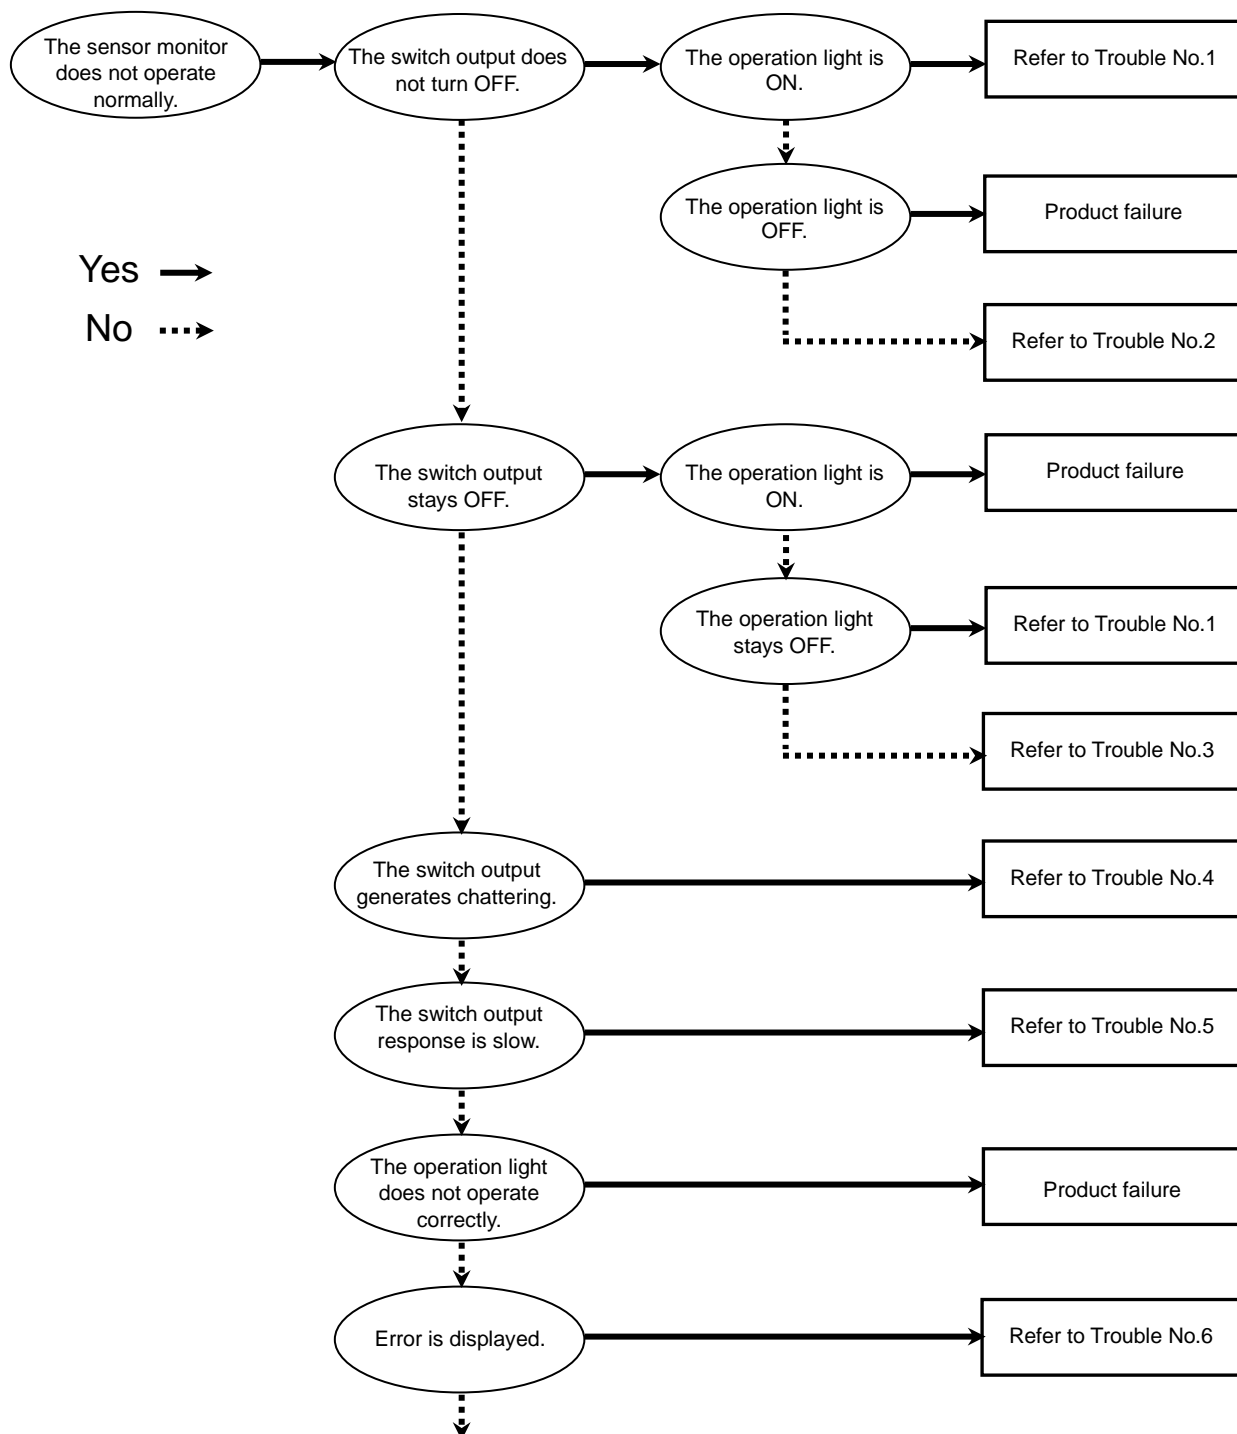 The sensor monitor
does not operate
normally.
The switch output does
not turn OFF.
The operation light is
ON.
Refer to Trouble No.1
The operation light is
OFF.
Product failure
Yes
No
Refer to Trouble No.2
The switch output
stays OFF.
The operation light is
ON.
Product failure
The operation light
stays OFF.
Refer to Trouble No.1
Refer to Trouble No.3
The switch output
generates chattering.
Refer to Trouble No.4
The switch output
response is slow.
Refer to Trouble No.5
The operation light
does not operate
correctly.
Product failure
Error is displayed.
Refer to Trouble No.6